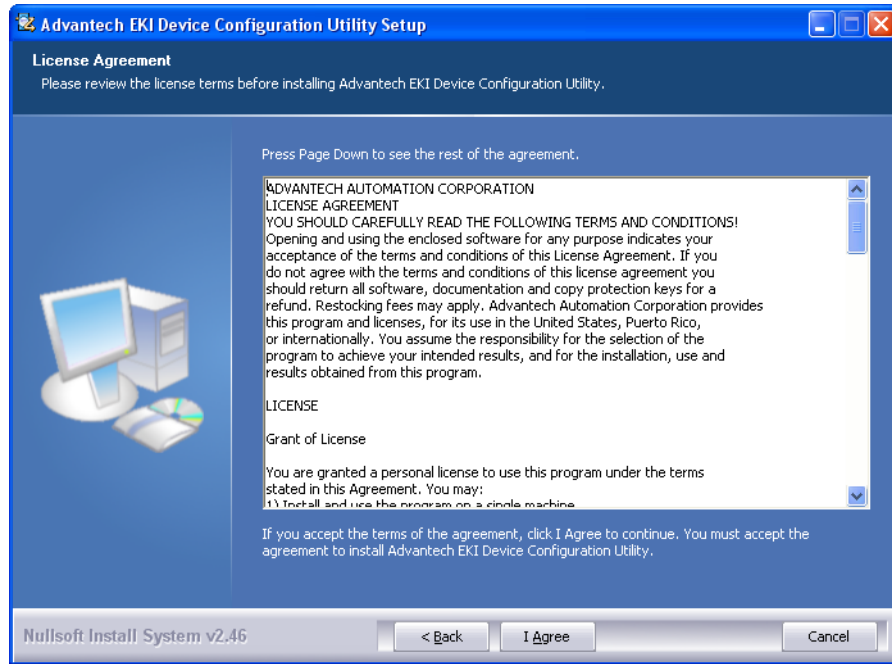 Advantech EKI Device Configuration Utility Setup
License Agreement
Please review the license terms before installing Advantech EKI Device Configuration Utility.
Press Page Down to see the rest of the agreement.
ADVANTECH AUTOMATION CORPORATION
LICENSE AGREEMENT
YOU SHOULD CAREFULLY READ THE FOLLOWING TERMS AND CONDITIONS!
Opening and using the enclosed software for any purpose indicates your
acceptance of the terms and conditions of this License Agreement. If you
do not agree with the terms and conditions of this license agreement you
should return all software, documentation and copy protection keys for a
refund. Restocking fees may apply. Advantech Automation Corporation provides
this program and licenses, for its use in the United States, Puerto Rico,
or internationally. You assume the responsibility for the selection of the
program to achieve your intended results, and for the installation, use and
results obtained from this program.
LICENSE
Grant of License
You are granted a personal license to use this program under the terms
stated in this Agreement. You may:
1) Install and use the program on a single machine
If you accept the terms of the agreement, click I Agree to continue. You must accept the
agreement to install Advantech EKI Device Configuration Utility.
Nullsoft Install System v2.46
< Back
I Agree
Cancel